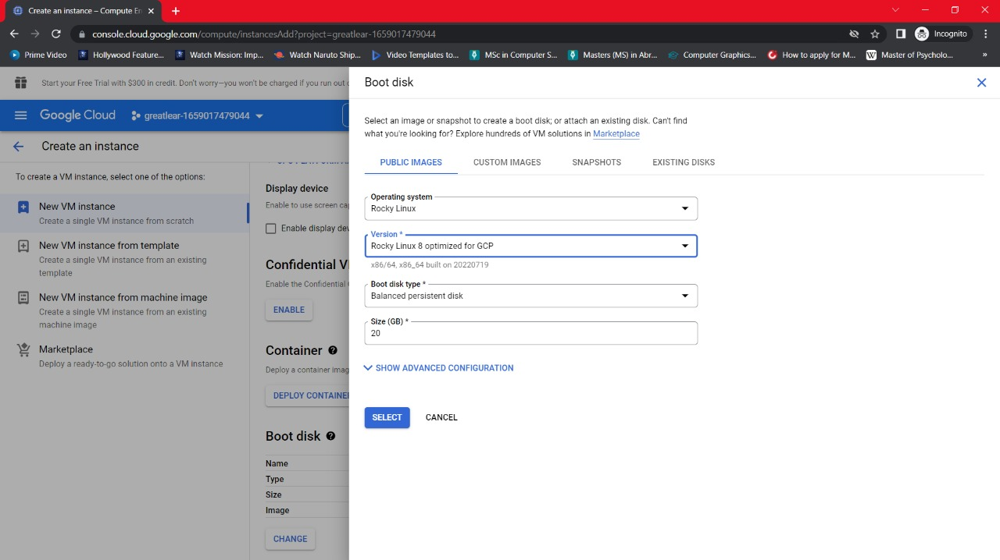 Create an instance – Compute En
console.cloud.google.com/compute/instancesAdd?project=greatlear-1659017479044
Incognito
Prime Video
Hollywood Feature...
Watch Mission: Imp...
Watch Naruto Ship...
Video Templates to...
MSc in Computer S...
Masters (MS) in Abr...
Computer Graphics...
How to apply for M...
Master of Psycholo...
»
Start your Free Trial with $300 in credit. Don't worry—you won't be charged if you run out
Google Cloud
greatlear-1659017479044
Create an instance
To create a VM instance, select one of the options:
New VM instance
Create a single VM instance from scratch
New VM instance from template
Create a single VM instance from an existing
template
New VM instance from machine image
Create a single VM instance from an existing
machine image
Marketplace
Deploy a ready-to-go solution onto a VM instance
Display device
Enable to use screen cap
Enable display dev
Confidential V
Enable the Confidential
ENABLE
Container
Deploy a container imag
DEPLOY CONTAINE
Boot disk
Name
Type
Size
Image
CHANGE
Boot disk
Select an image or snapshot to create a boot disk; or attach an existing disk. Can't find
what you're looking for? Explore hundreds of VM solutions in Marketplace
PUBLIC IMAGES
CUSTOM IMAGES
SNAPSHOTS
EXISTING DISKS
Operating system
Rocky Linux
Version *
Rocky Linux 8 optimized for GCP
x86/64, x86_64 built on 20220719
Boot disk type *
Balanced persistent disk
Size (GB) *
20
SHOW ADVANCED CONFIGURATION
SELECT
CANCEL